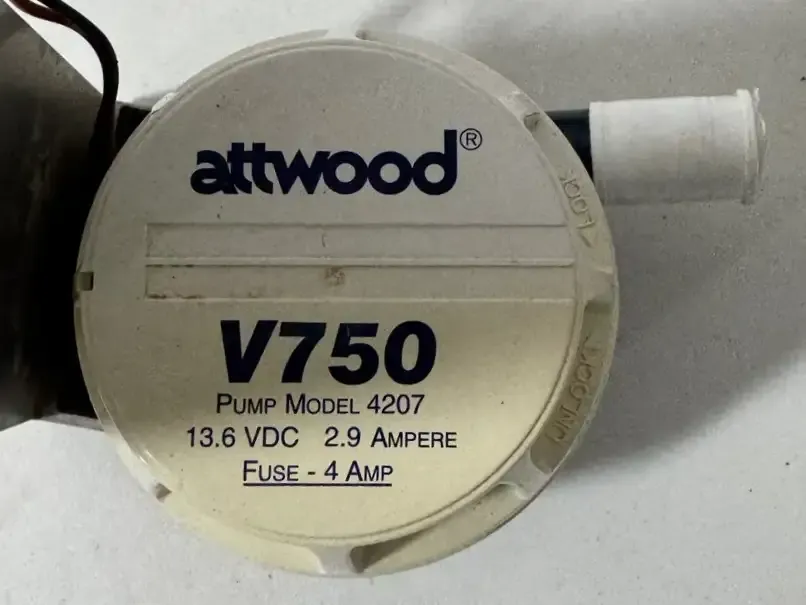 attwood®
LOCK
V750
PUMP MODEL 4207
UNLOCK
13.6 VDC 2.9 AMPERE
FUSE - 4 AMP